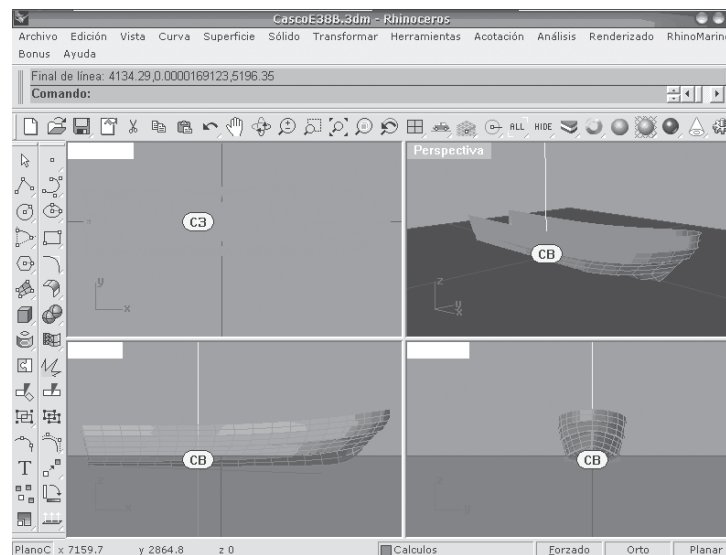 CascoE38B.3dm - Rhinoceros
Archivo Edición Vista Curva Superficie Sólido Transformar Herramientas Acotación Análisis Renderizado RhinoMarine
Bonus Ayuda
Final de línea: 4134.29,0.0000169123,5196.35
Comando:
ALL HIDE
Perspectiva
C3
y
x
CB
z
y
x
T
CB
z
x
CB
z
y
PlanoC x 7159.7 y 2864.8 z 0 Calculos Forzado Orto Planar